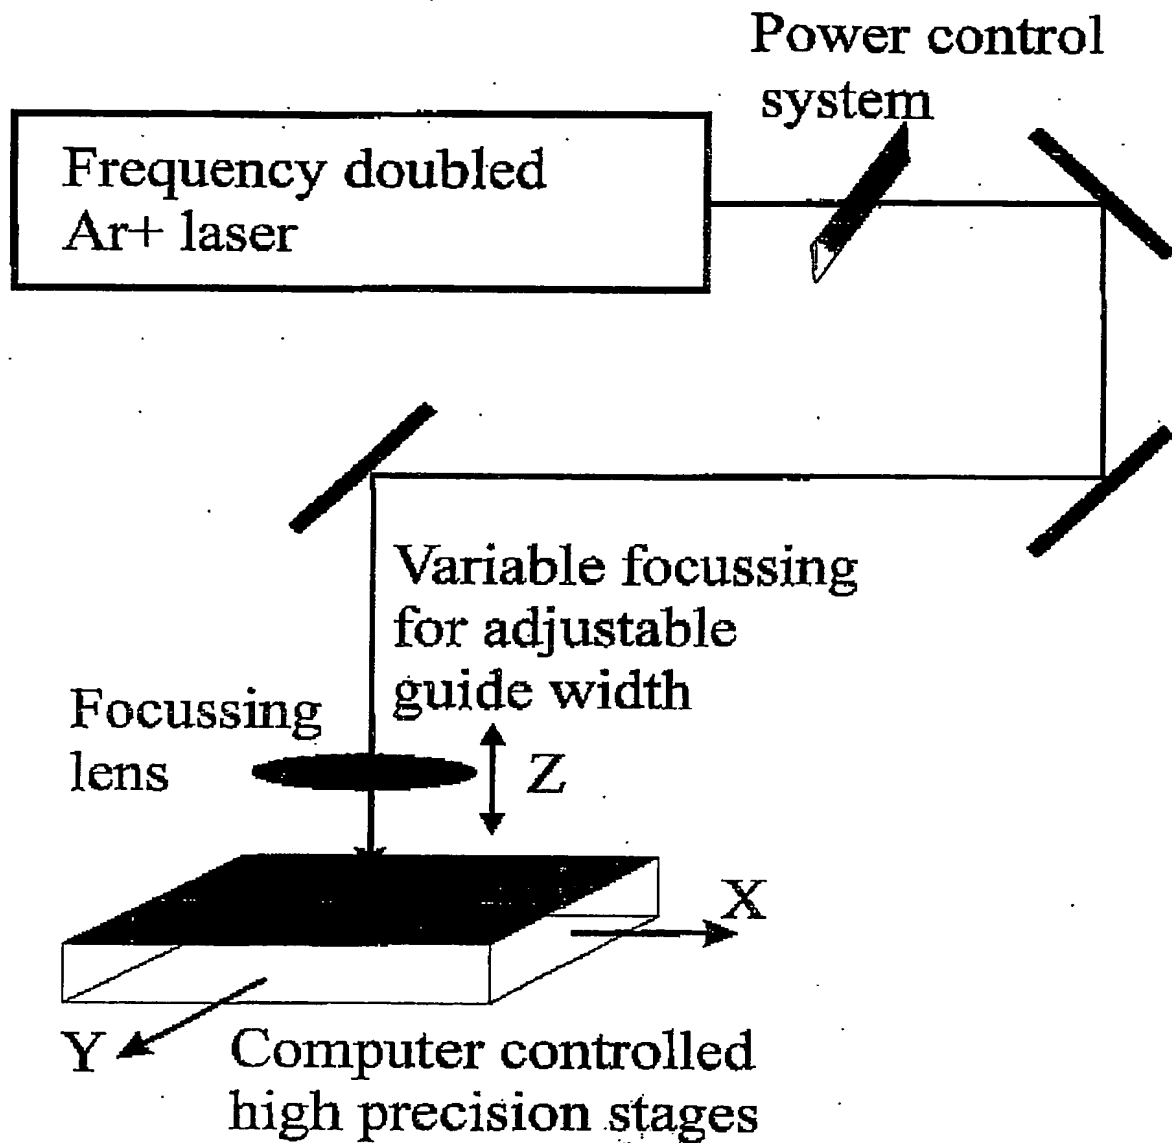 Power control
system
Frequency doubled
Ar+ laser
Variable focussing
for adjustable
guide width
Focussing
lens
Z
X
Y
Computer controlled
high precision stages